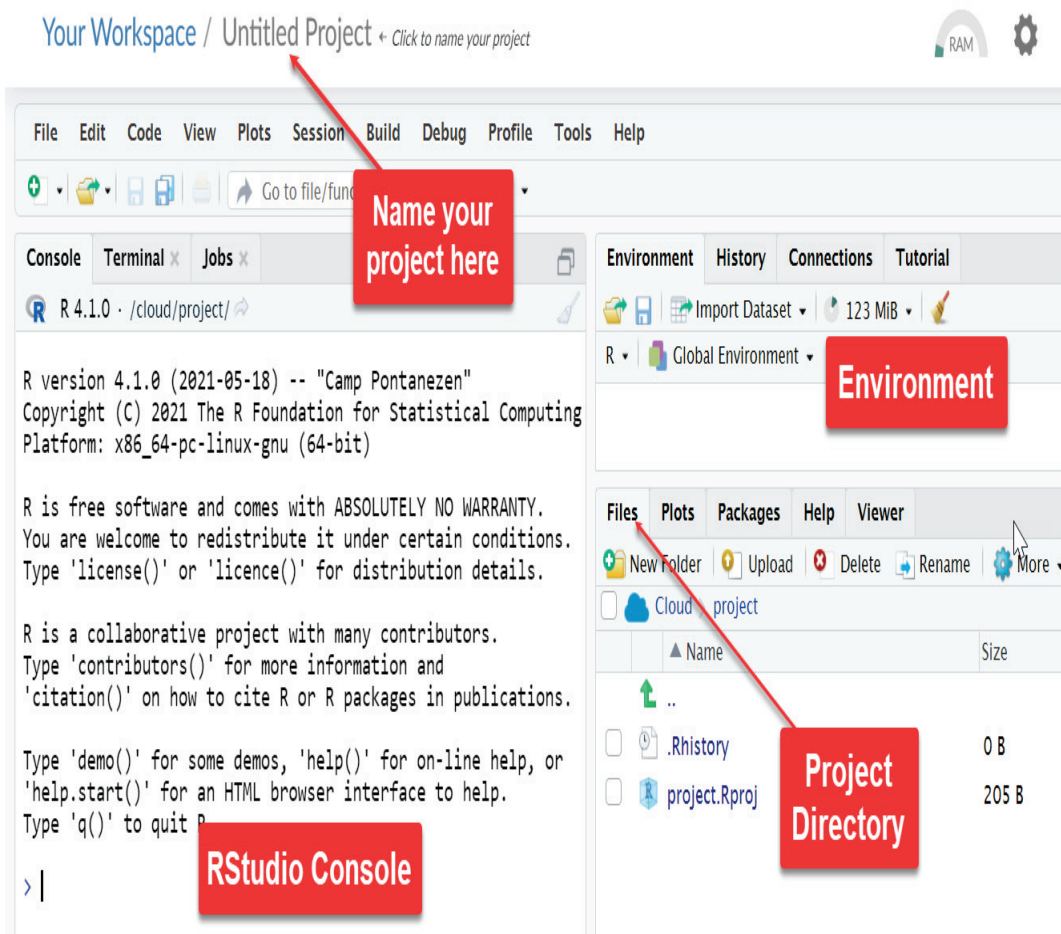 Your Workspace / Untitled Project ← Click to name your project
RAM
File Edit Code View Plots Session Build Debug Profile Tools Help
Go to file/func
Name your
project here
Console Terminal × Jobs ×
R 4.1.0 · /cloud/project/
R version 4.1.0 (2021-05-18) -- "Camp Pontanezen"
Copyright (C) 2021 The R Foundation for Statistical Computing
Platform: x86_64-pc-linux-gnu (64-bit)
R is free software and comes with ABSOLUTELY NO WARRANTY.
You are welcome to redistribute it under certain conditions.
Type 'license()' or 'licence()' for distribution details.
R is a collaborative project with many contributors.
Type 'contributors()' for more information and
'citation()' on how to cite R or R packages in publications.
Type 'demo()' for some demos, 'help()' for on-line help, or
'help.start()' for an HTML browser interface to help.
Type 'q()' to quit
>
RStudio Console
Environment History Connections Tutorial
Import Dataset 123 MiB
R Global Environment
Environment
Files Plots Packages Help Viewer
New Folder Upload Delete Rename More
Cloud project
Name Size
..
.Rhistory 0 B
project.Rproj 205 B
Project
Directory